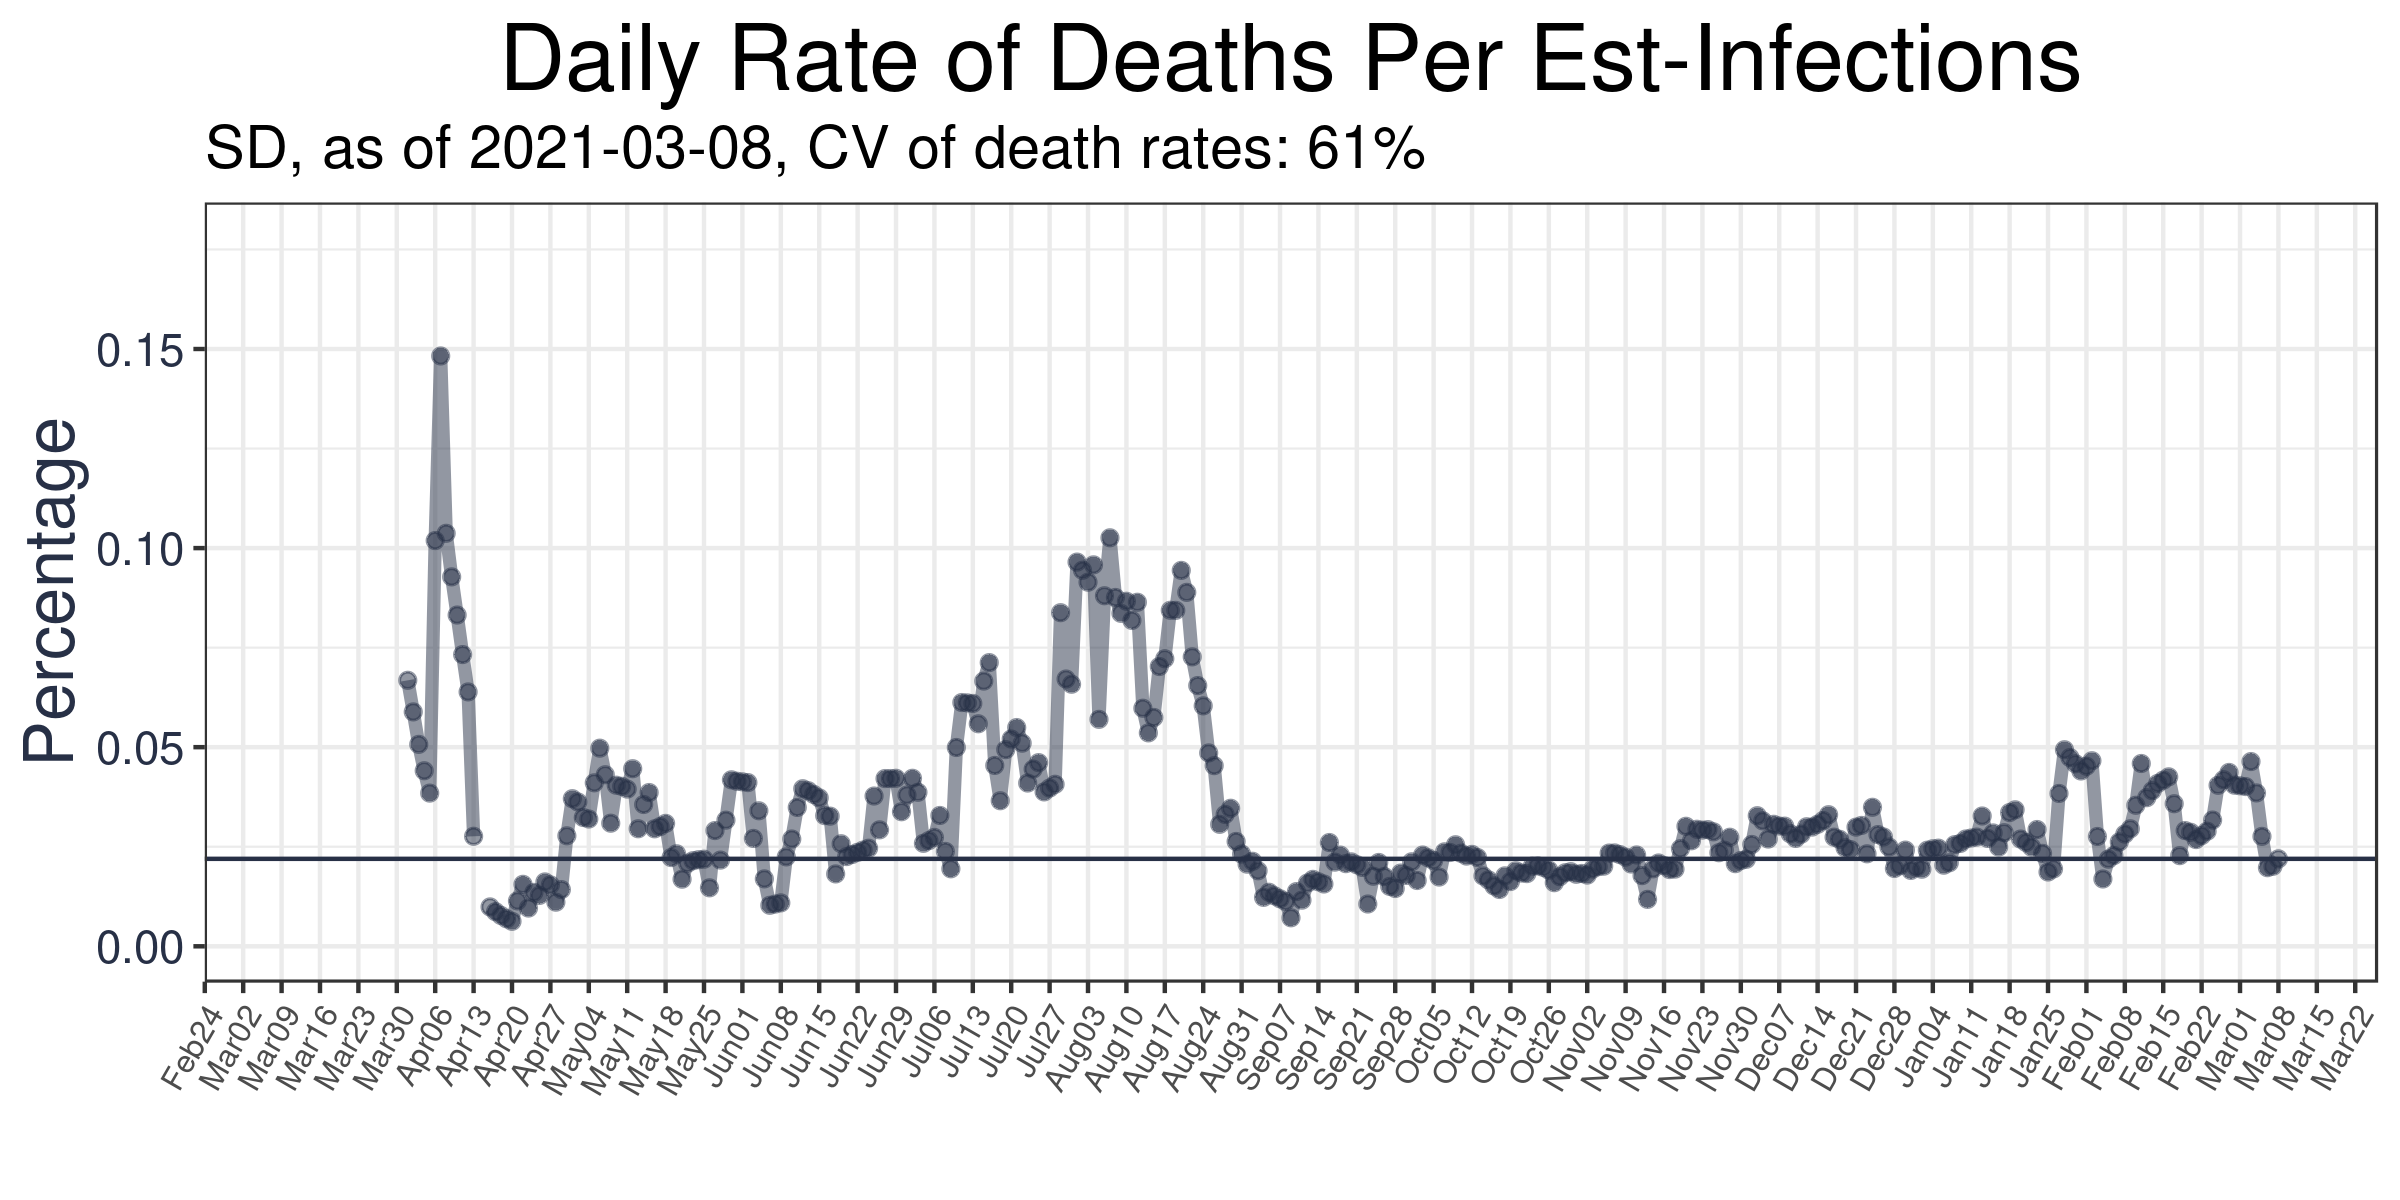 Daily Rate of Deaths Per Est-Infections
SD, as of 2021-03-08, CV of death rates: 61%
Percentage
0.15
0.10
0.05
0.00
Feb24 Mar02 Mar09 Mar16 Mar23 Mar30 Apr06 Apr13 Apr20 Apr27 May04 May11 May18 May25 Jun01 Jun08 Jun15 Jun22 Jun29 Jul06 Jul13 Jul20 Jul27 Aug03 Aug10 Aug17 Aug24 Aug31 Sep07 Sep14 Sep21 Sep28 Oct05 Oct12 Oct19 Oct26 Nov02 Nov09 Nov16 Nov23 Nov30 Dec07 Dec14 Dec21 Dec28 Jan04 Jan11 Jan18 Jan25 Feb01 Feb08 Feb15 Feb22 Mar01 Mar08 Mar15 Mar22